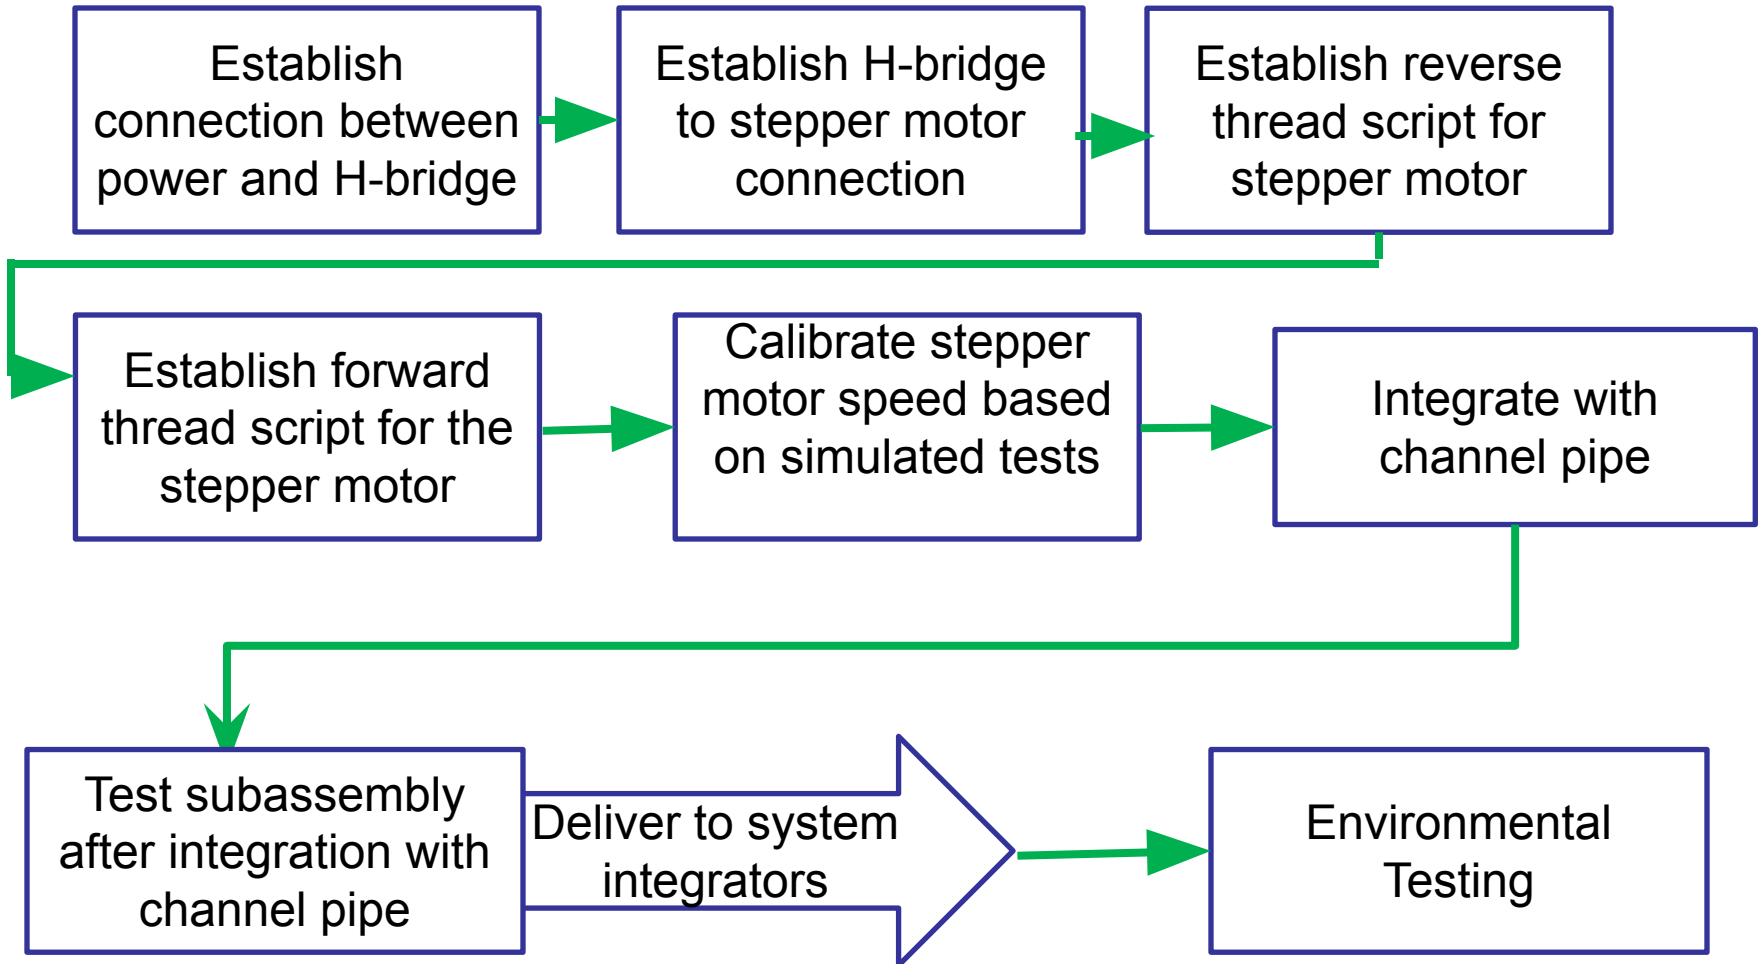 Establish
connection between
power and H-bridge
Establish H-bridge
to stepper motor
connection
Establish reverse
thread script for
stepper motor
Establish forward
thread script for the
stepper motor
Calibrate stepper
motor speed based
on simulated tests
Integrate with
channel pipe
Test subassembly
after integration with
channel pipe
Deliver to system
integrators
Environmental
Testing